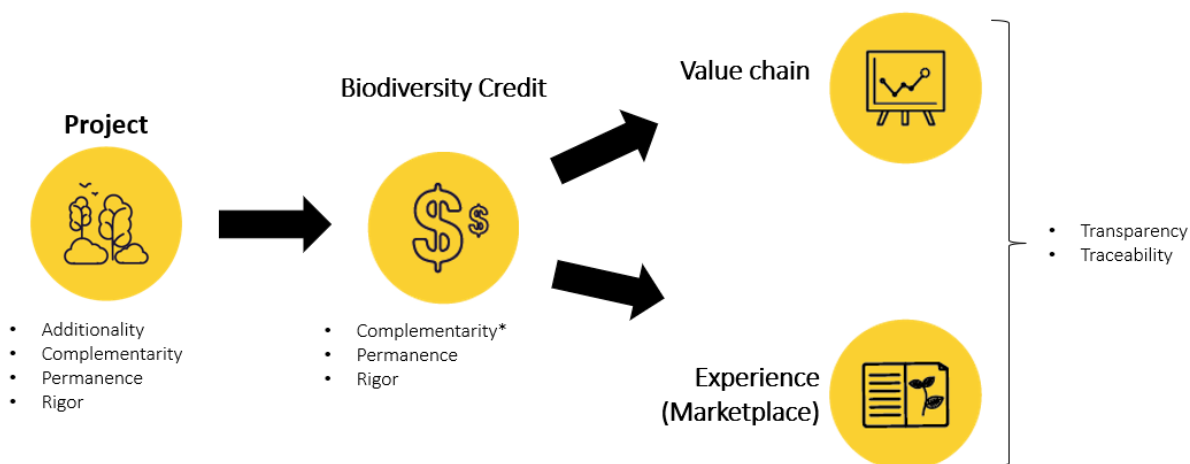 Project
• Additionality
• Complementarity
• Permanence
• Rigor
Biodiversity Credit
$ $
• Complementarity*
• Permanence
• Rigor
Value chain
Experience
(Marketplace)
• Transparency
• Traceability